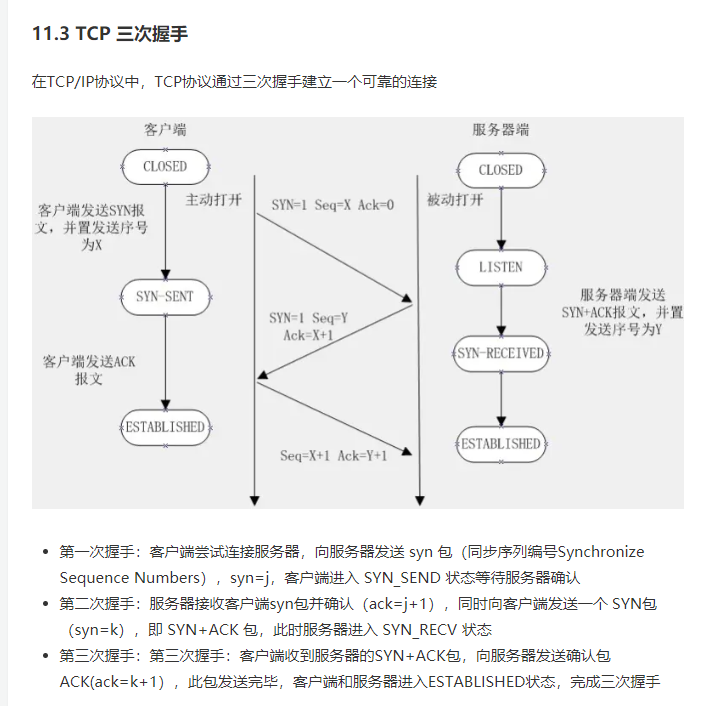 11.3 TCP 三次握手
在TCP/IP协议中，TCP协议通过三次握手建立一个可靠的连接
客户端
服务器端
CLOSED
CLOSED
主动打开
SYN=1 Seq=X Ack=0
被动打开
客户端发送SYN报
文，并置发送序号
为X
LISTEN
SYN-SENT
服务器端发送
SYN+ACK报文，并置
发送序号为Y
SYN=1 Seq=Y
Ack=X+1
SYN-RECEIVED
客户端发送ACK
报文
ESTABLISHED
ESTABLISHED
Seq=X+1 Ack=Y+1
• 第一次握手：客户端尝试连接服务器，向服务器发送 syn 包（同步序列编号Synchronize
Sequence Numbers），syn=j，客户端进入 SYN_SEND 状态等待服务器确认
• 第二次握手：服务器接收客户端syn包并确认（ack=j+1），同时向客户端发送一个 SYN包
（syn=k），即 SYN+ACK 包，此时服务器进入 SYN_RECV 状态
• 第三次握手：第三次握手：客户端收到服务器的SYN+ACK包，向服务器发送确认包
ACK(ack=k+1），此包发送完毕，客户端和服务器进入ESTABLISHED状态，完成三次握手